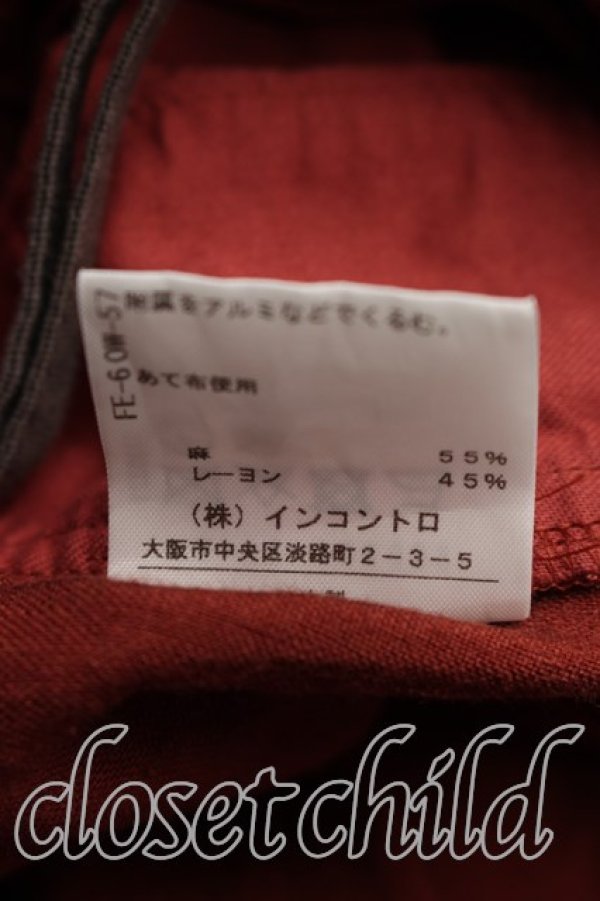 金属をアルミなどでくるむ。
FE-60W-57
あて布使用
麻 55%
レーヨン 45%
(株)インコントロ
大阪市中央区淡路町2-3-5
closet child